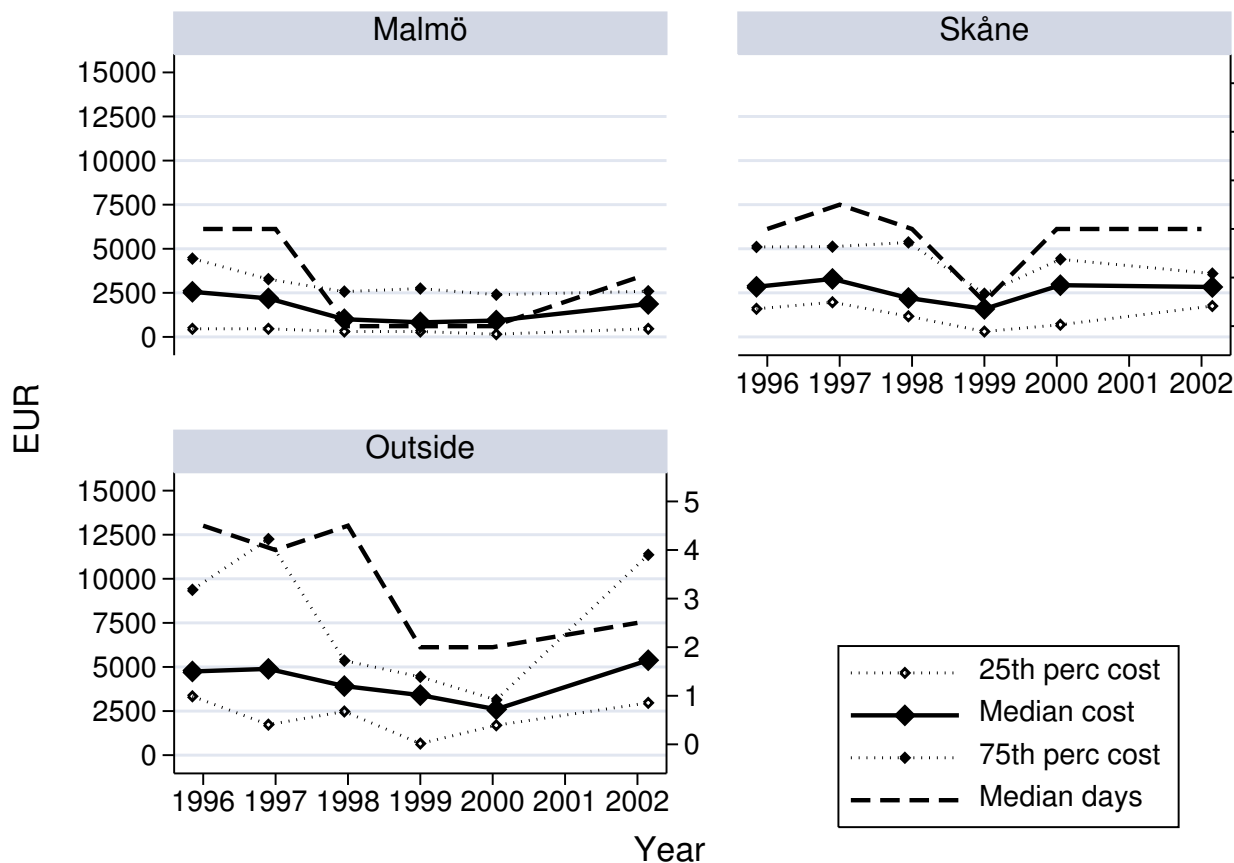 Malmö
Skåne
15000
12500
10000
7500
5000
2500
0
1996 1997 1998 1999 2000 2001 2002
EUR
Outside
15000
12500
10000
7500
5000
2500
0
5
4
3
2
1
0
1996 1997 1998 1999 2000 2001 2002
Year
25th perc cost
Median cost
75th perc cost
Median days